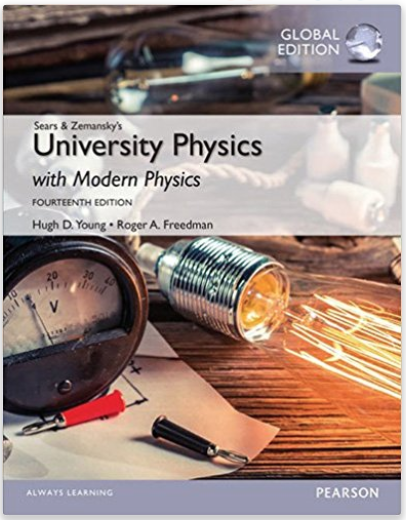 GLOBAL
EDITION
Sears & Zemansky's
University Physics
with Modern Physics
FOURTEENTH EDITION
Hugh D. Young • Roger A. Freedman
10
20
30
V
ALWAYS LEARNING
PEARSON